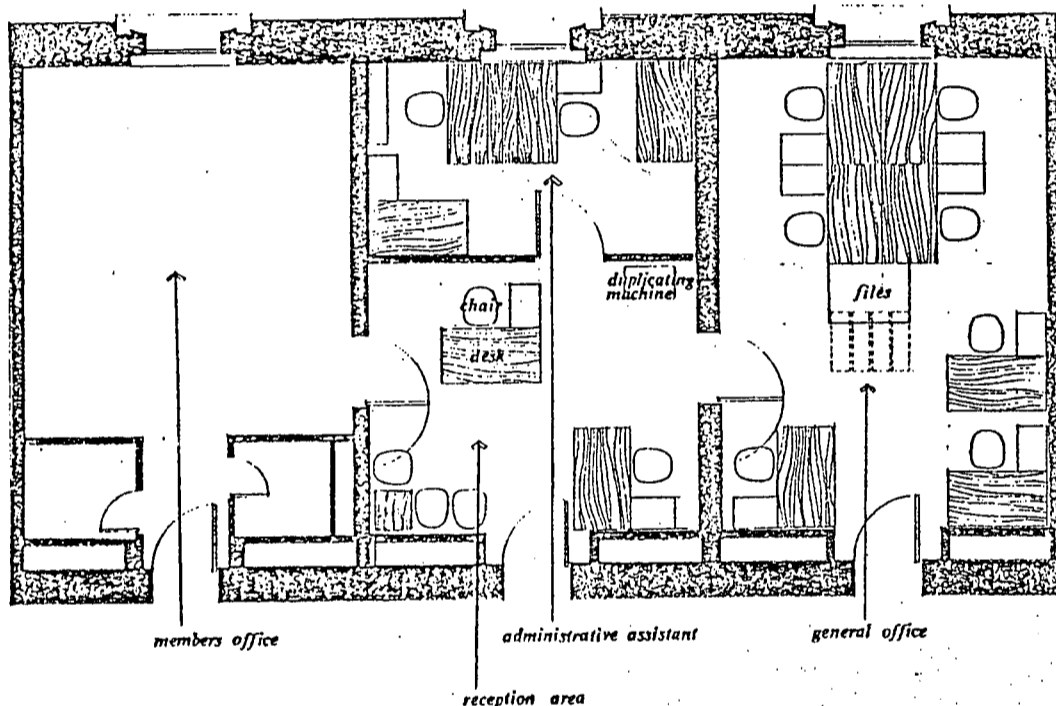 duplicating
machine
chair
files
desk
members office
administrative assistant
general office
reception area